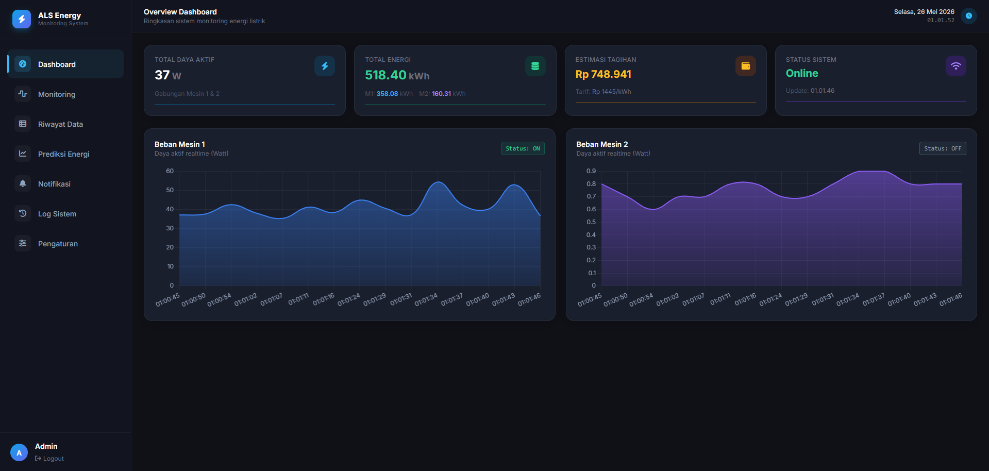 ALS Energy
Monitoring System
Dashboard
Monitoring
Riwayat Data
Prediksi Energi
Notifikasi
Log Sistem
Pengaturan
A
Admin
Logout
Overview Dashboard
Ringkasan sistem monitoring energi listrik
Selasa, 26 Mei 2026
01.01.52
TOTAL DAYA AKTIF
37 W
Gabungan Mesin 1 & 2
TOTAL ENERGI
518.40 kWh
M1: 358.08 kWh M2: 160.31 kWh
ESTIMASI TAGIHAN
Rp 748.941
Tarif: Rp 1445/kWh
STATUS SISTEM
Online
Update: 01.01.46
Beban Mesin 1
Daya aktif realtime (Watt)
Status: ON
60
50
40
30
20
10
0
01:00:45 01:00:50 01:00:54 01:01:02 01:01:07 01:01:11 01:01:16 01:01:24 01:01:29 01:01:31 01:01:34 01:01:37 01:01:40 01:01:43 01:01:46
Beban Mesin 2
Daya aktif realtime (Watt)
Status: OFF
0.9
0.8
0.7
0.6
0.5
0.4
0.3
0.2
0.1
0
01:00:45 01:00:50 01:00:54 01:01:02 01:01:07 01:01:11 01:01:16 01:01:24 01:01:29 01:01:31 01:01:34 01:01:37 01:01:40 01:01:43 01:01:46